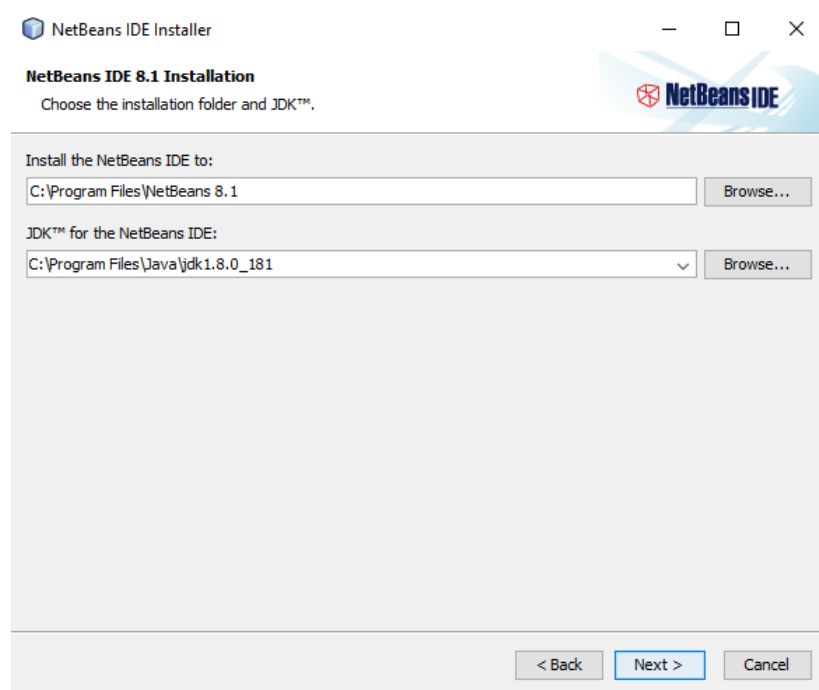 NetBeans IDE Installer
NetBeans IDE 8.1 Installation
Choose the installation folder and JDK™.
NetBeans IDE
Install the NetBeans IDE to:
C:\Program Files\NetBeans 8.1
Browse...
JDK™ for the NetBeans IDE:
C:\Program Files\Java\jdk1.8.0_181
Browse...
< Back
Next >
Cancel